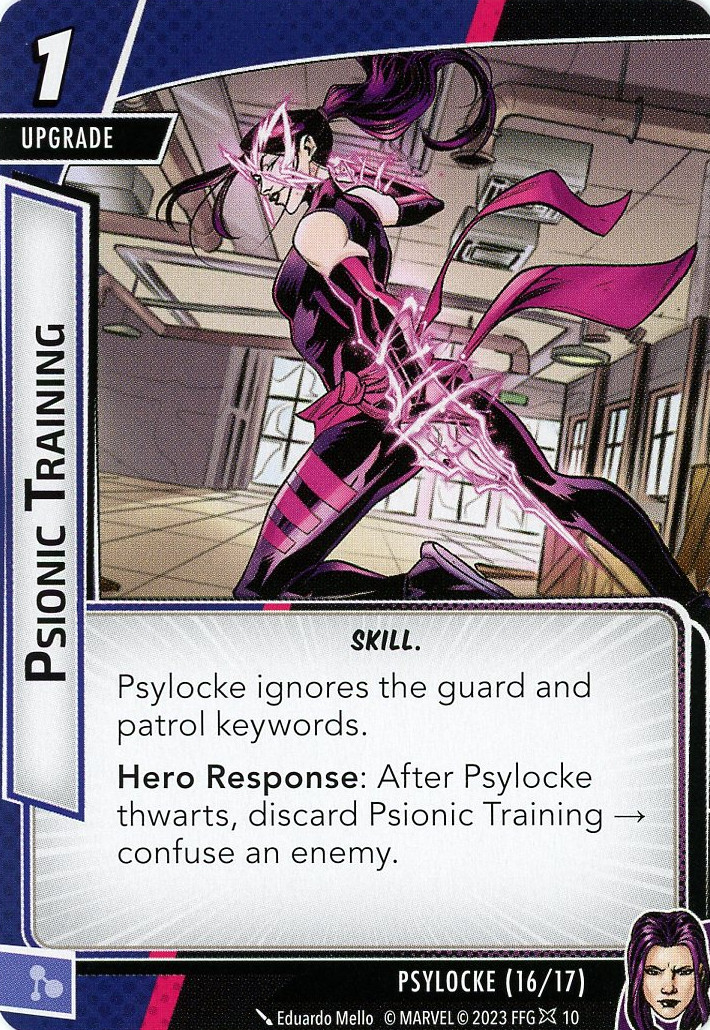 1
UPGRADE
PSIONIC TRAINING
SKILL.
Psylocke ignores the guard and
patrol keywords.
Hero Response: After Psylocke
thwarts, discard Psionic Training →
confuse an enemy.
PSYLOCKE (16/17)
Eduardo Mello © MARVEL © 2023 FFG 10